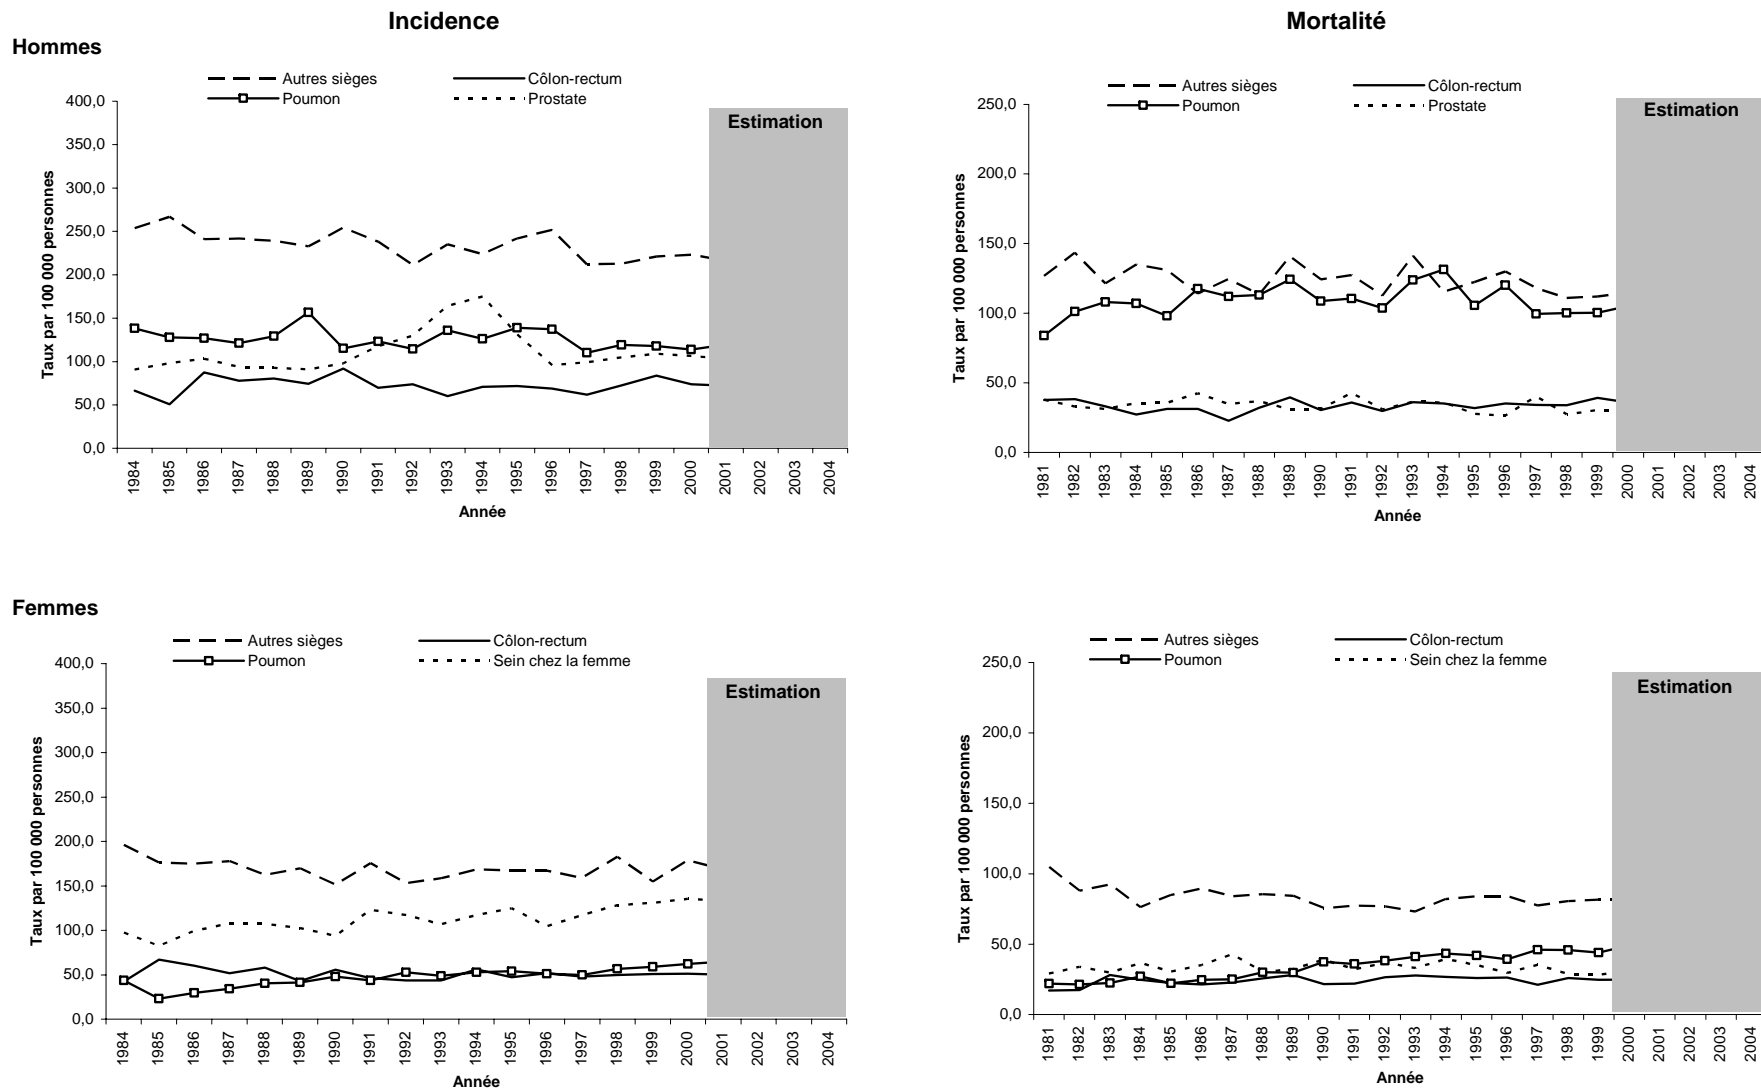 Incidence
Hommes
Autres sièges
Côlon-rectum
Poumon
Prostate
400,0
350,0
300,0
250,0
200,0
150,0
100,0
50,0
0,0
Taux par 100 000 personnes
Estimation
1984 1985 1986 1987 1988 1989 1990 1991 1992 1993 1994 1995 1996 1997 1998 1999 2000 2001 2002 2003 2004
Année
Mortalité
Autres sièges
Côlon-rectum
Poumon
Prostate
250,0
200,0
150,0
100,0
50,0
0,0
Taux par 100 000 personnes
Estimation
1981 1982 1983 1984 1985 1986 1987 1988 1989 1990 1991 1992 1993 1994 1995 1996 1997 1998 1999 2000 2001 2002 2003 2004
Année
Femmes
Autres sièges
Côlon-rectum
Poumon
Sein chez la femme
400,0
350,0
300,0
250,0
200,0
150,0
100,0
50,0
0,0
Taux par 100 000 personnes
Estimation
1984 1985 1986 1987 1988 1989 1990 1991 1992 1993 1994 1995 1996 1997 1998 1999 2000 2001 2002 2003 2004
Année
Autres sièges
Côlon-rectum
Poumon
Sein chez la femme
250,0
200,0
150,0
100,0
50,0
0,0
Taux par 100 000 personnes
Estimation
1981 1982 1983 1984 1985 1986 1987 1988 1989 1990 1991 1992 1993 1994 1995 1996 1997 1998 1999 2000 2001 2002 2003 2004
Année